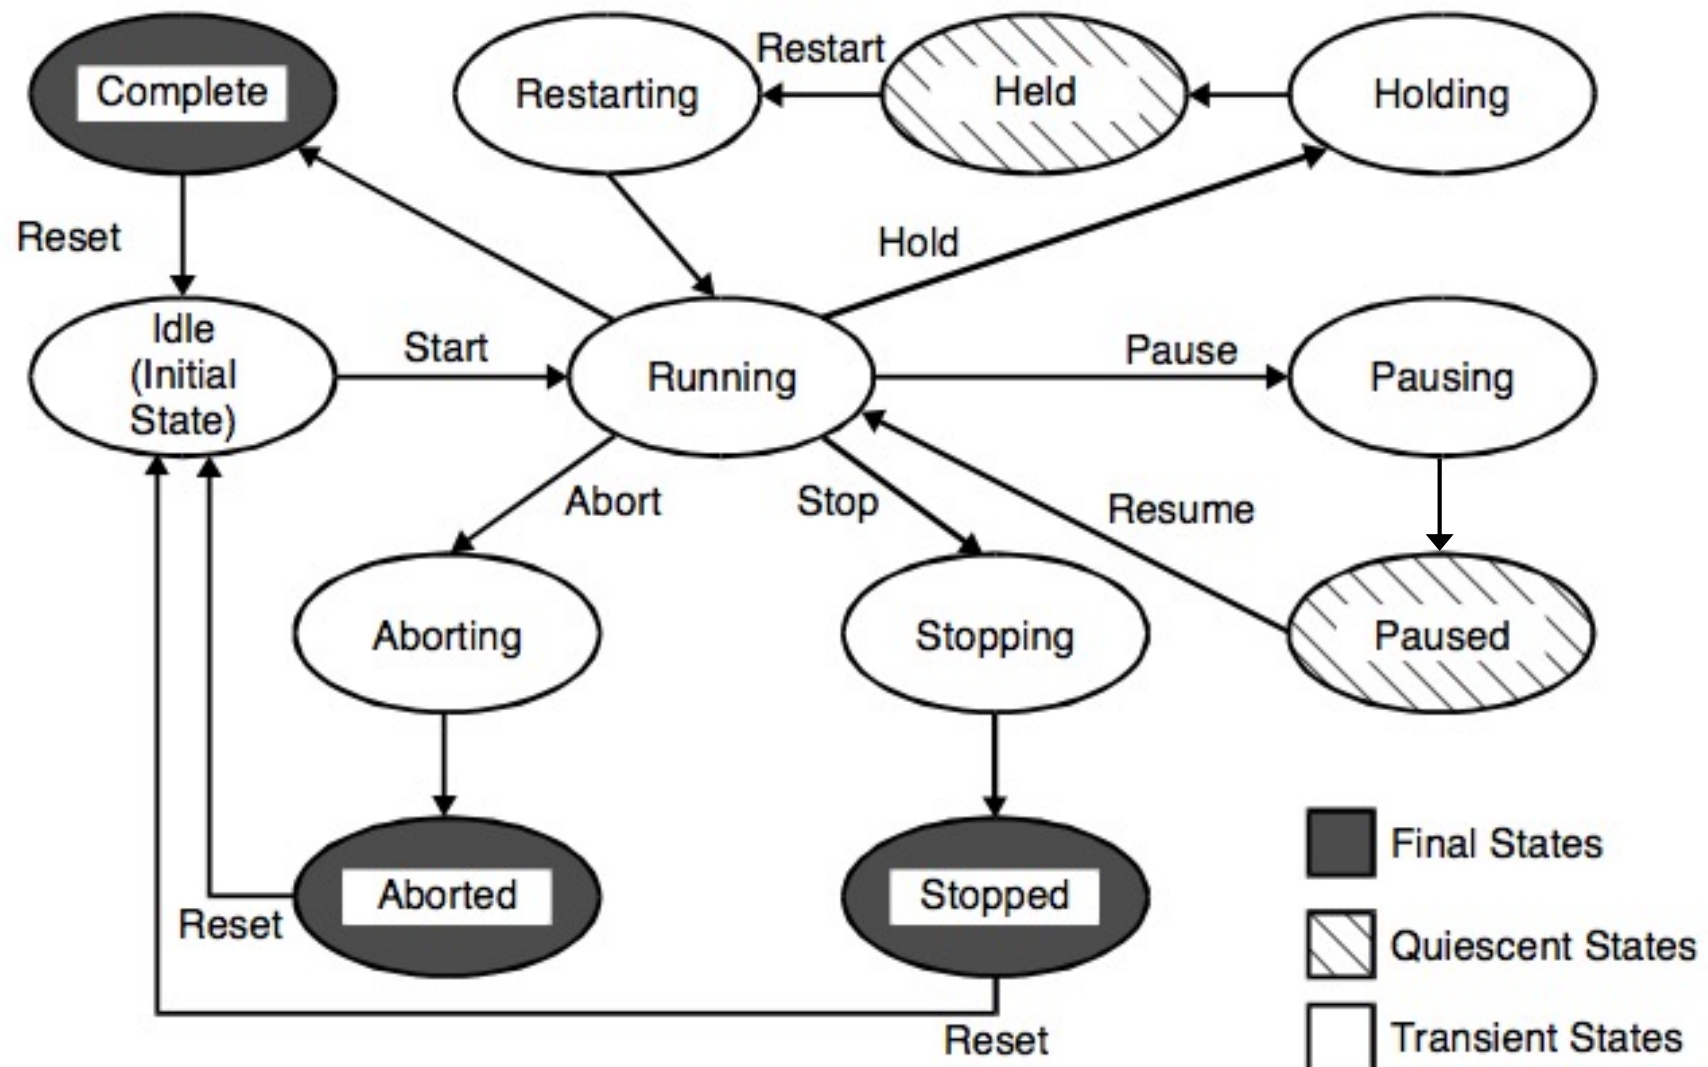 Complete
Restarting
Restart
Held
Holding
Reset
Hold
Idle
(Initial
State)
Start
Running
Pause
Pausing
Abort
Stop
Resume
Aborting
Stopping
Paused
Aborted
Stopped
Reset
Reset
Final States
Quiescent States
Transient States